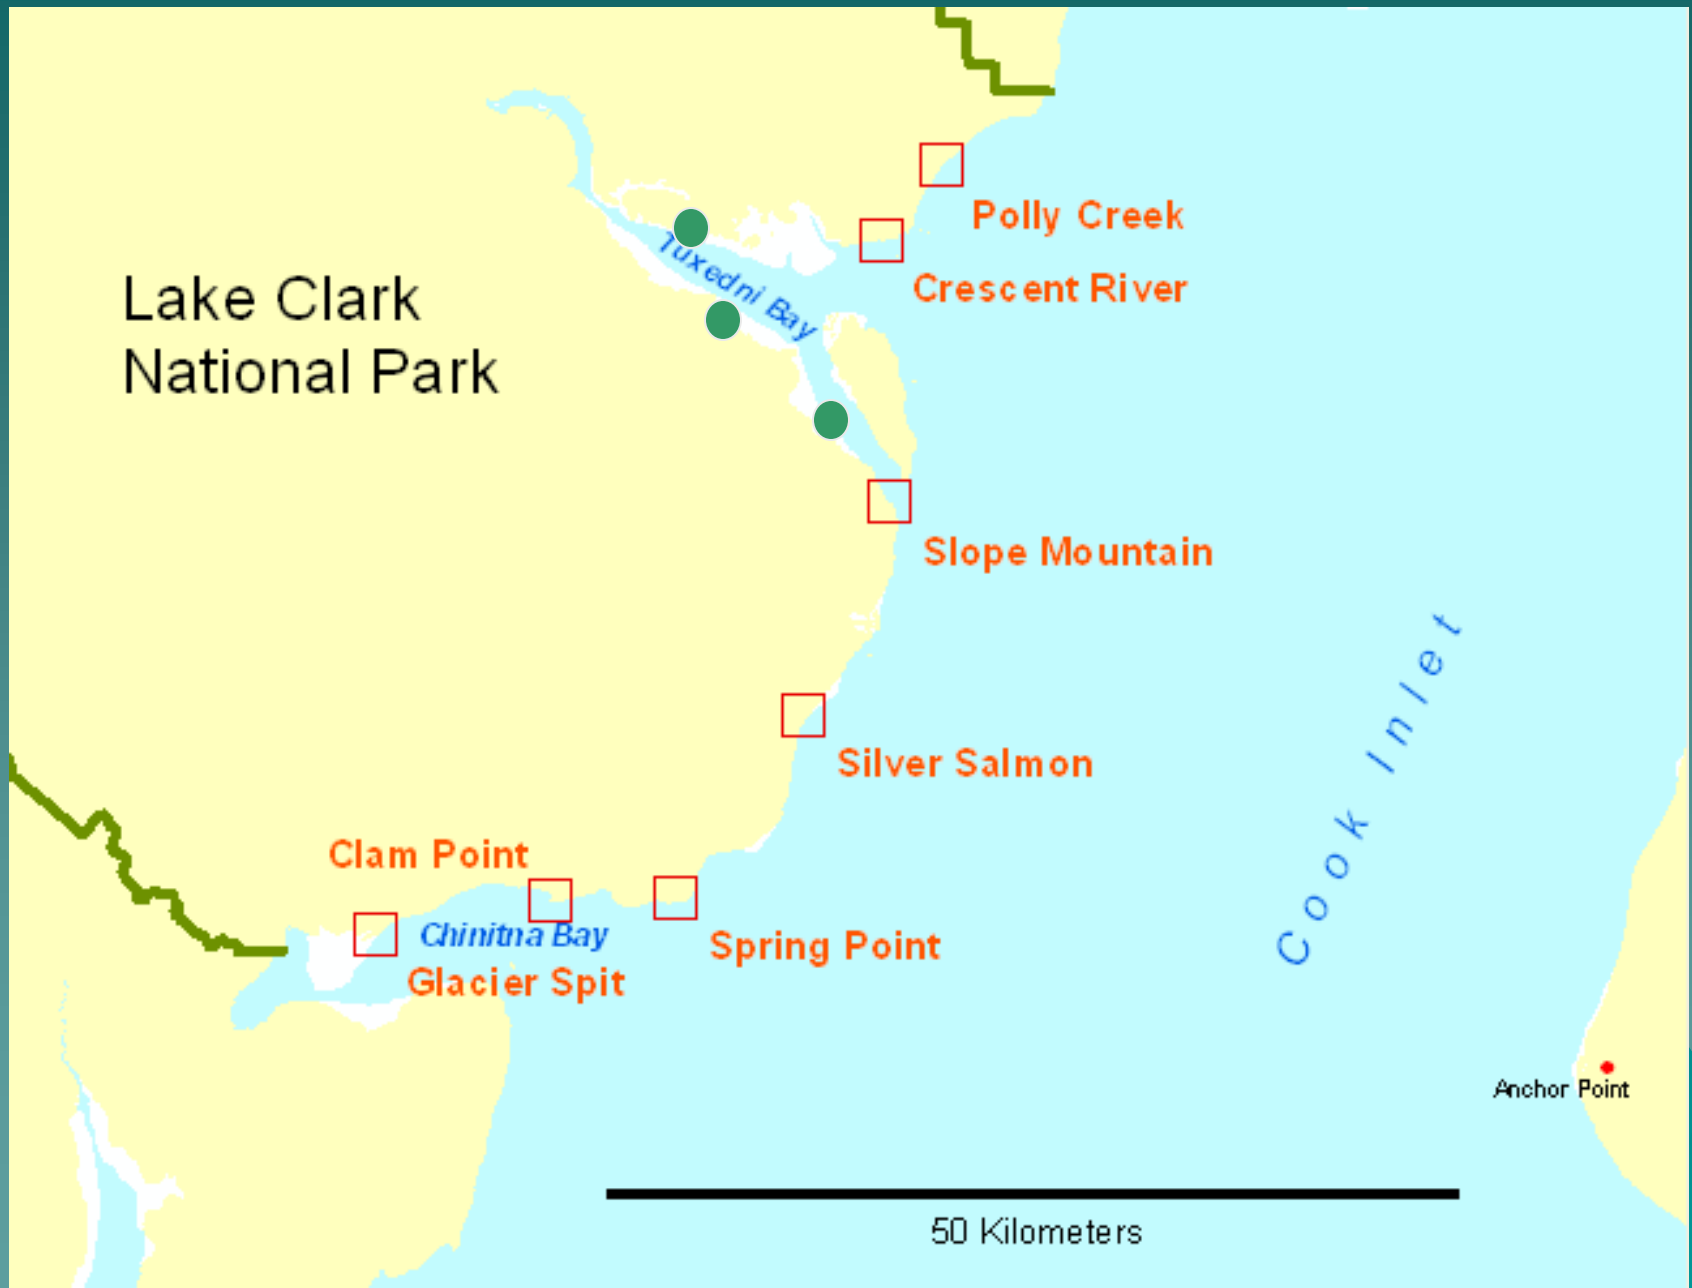 Polly Creek
Tuxedni Bay
Crescent River
Lake Clark
National Park
Slope Mountain
Cook Inlet
Silver Salmon
Clam Point
Chinitna Bay
Spring Point
Glacier Spit
Anchor Point
50 Kilometers